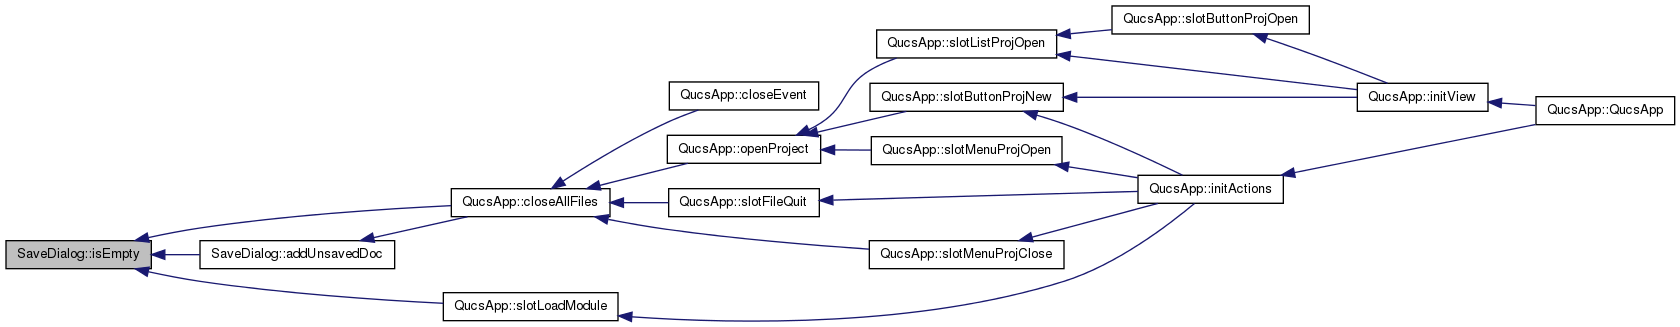 QucsApp::slotButtonProjOpen
QucsApp::slotListProjOpen
QucsApp::closeEvent
QucsApp::slotButtonProjNew
QucsApp::initView
QucsApp::QucsApp
QucsApp::openProject
QucsApp::slotMenuProjOpen
QucsApp::initActions
QucsApp::closeAllFiles
QucsApp::slotFileQuit
SaveDialog::isEmpty
SaveDialog::addUnsavedDoc
QucsApp::slotMenuProjClose
QucsApp::slotLoadModule